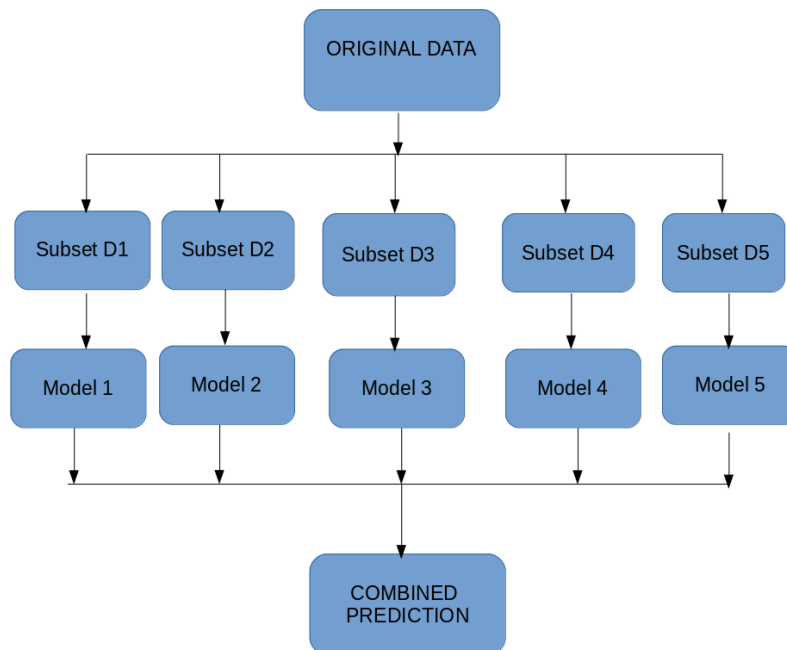 ORIGINAL DATA
Subset D1
Subset D2
Subset D3
Subset D4
Subset D5
Model 1
Model 2
Model 3
Model 4
Model 5
COMBINED
PREDICTION